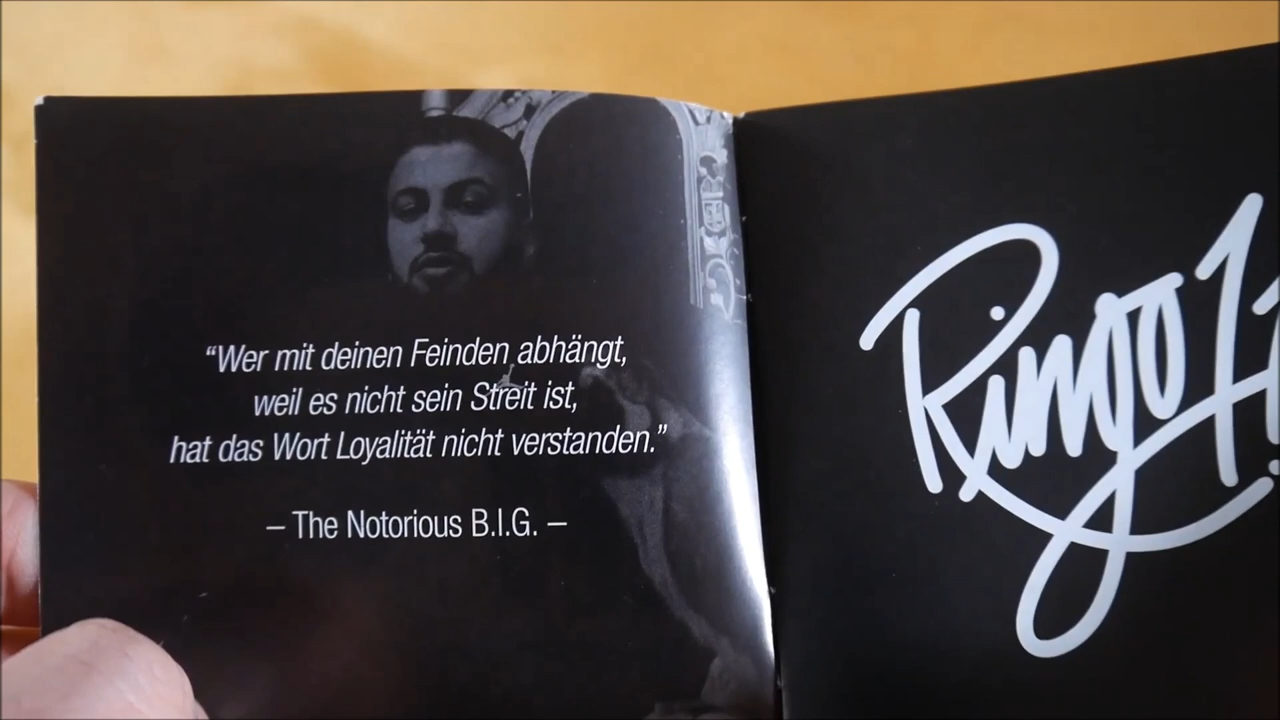 “Wer mit deinen Feinden abhängt,
weil es nicht sein Streit ist,
hat das Wort Loyalität nicht verstanden.”
– The Notorious B.I.G. –
Ringo